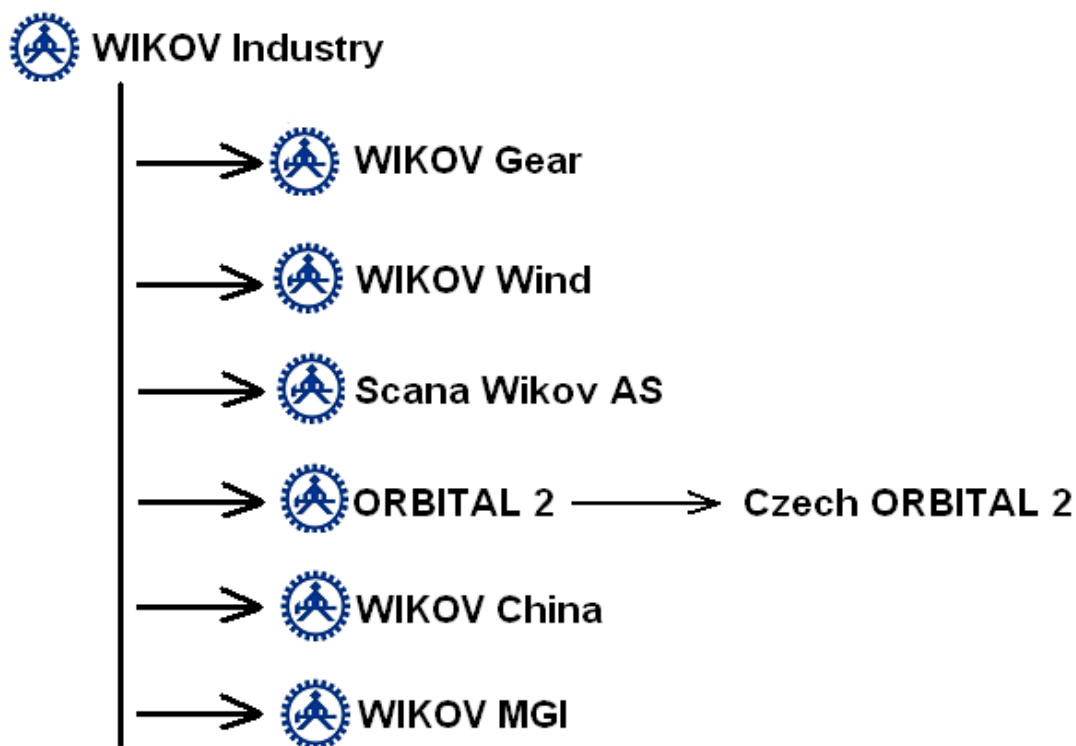 WIKOV Industry
WIKOV Gear
WIKOV Wind
Scana Wikov AS
ORBITAL 2 Czech ORBITAL 2
WIKOV China
WIKOV MGI